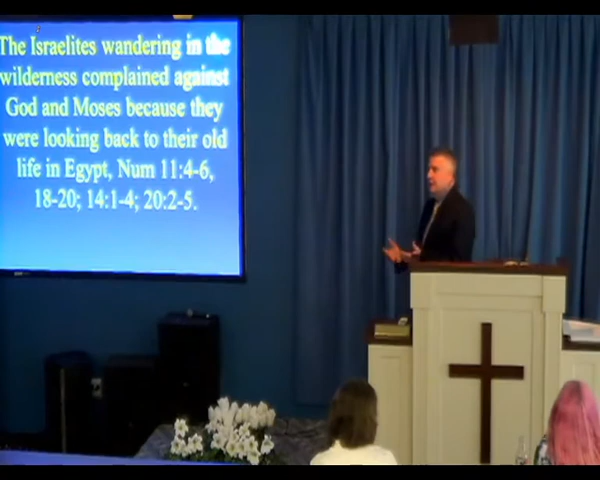 The Israelites wandering in the
wilderness complained against
God and Moses because they
were looking back to their old
life in Egypt, Num 11:4-6,
18-20; 14:1-4; 20:2-5.